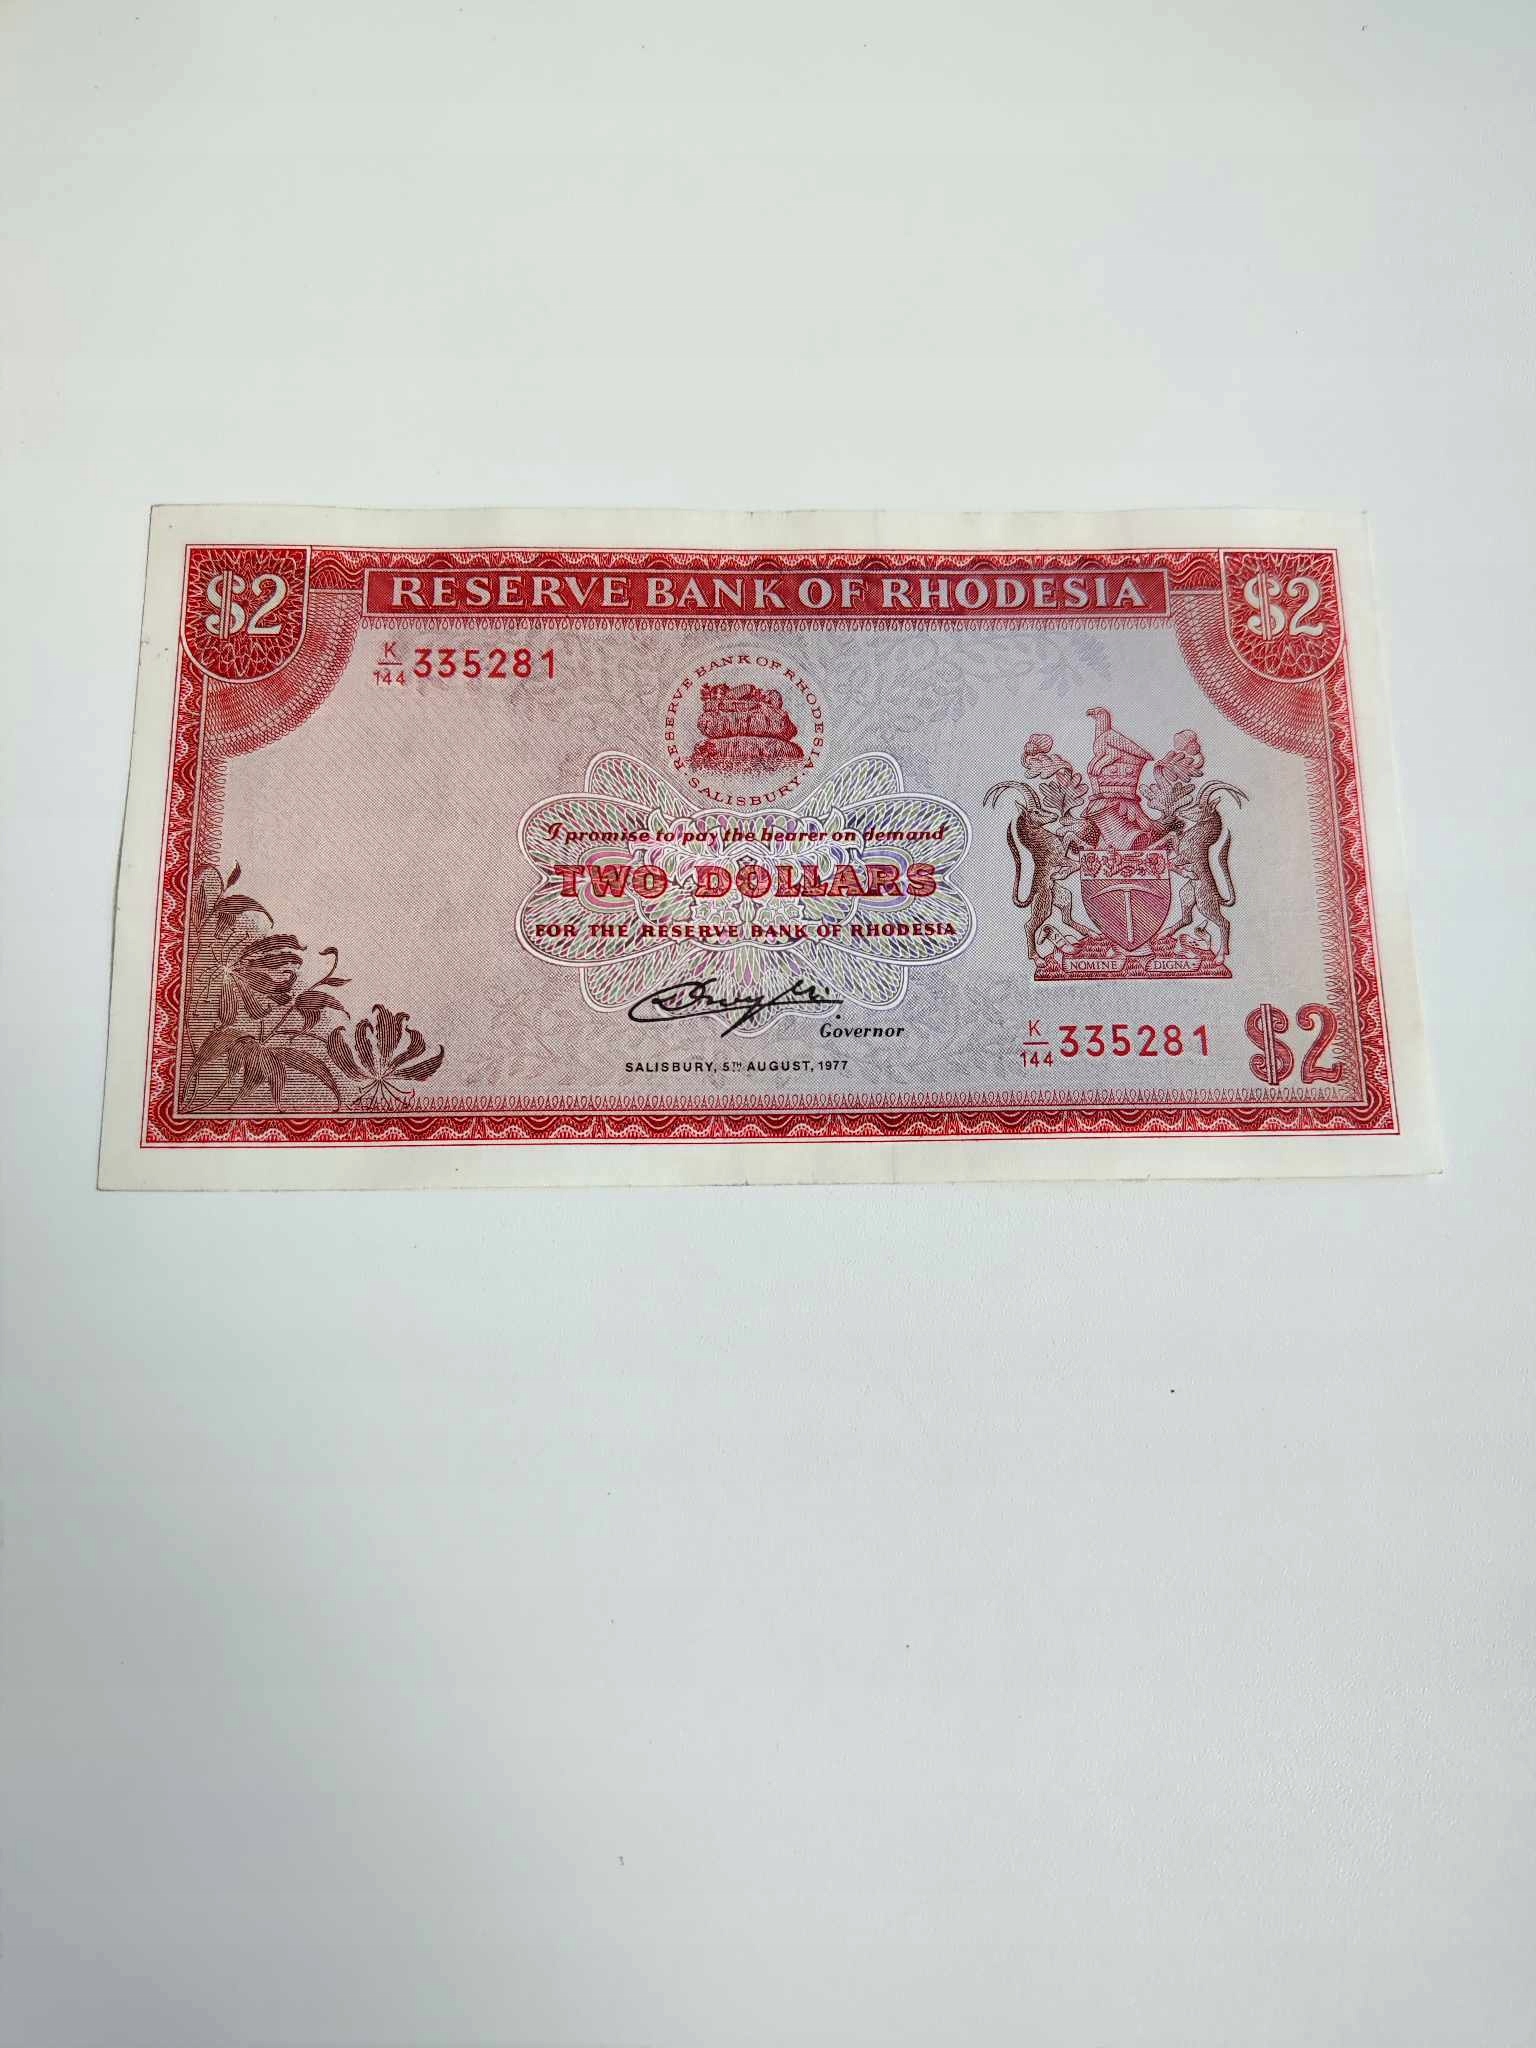 $2
RESERVE BANK OF RHODESIA
$2
K
144 335281
RESERVE BANK OF RHODESIA
• SALISBURY •
I promise to pay the bearer on demand
TWO DOLLARS
FOR THE RESERVE BANK OF RHODESIA
Governor
SALISBURY, 5TH AUGUST, 1977
NOMINE DIGNA
K
144 335281
$2